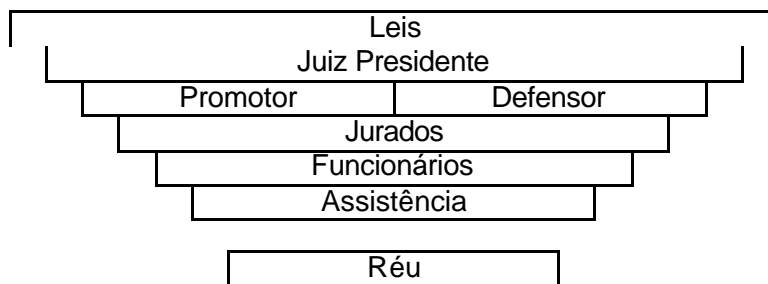 Leis
Juiz Presidente
Promotor Defensor
Jurados
Funcionários
Assistência
Réu